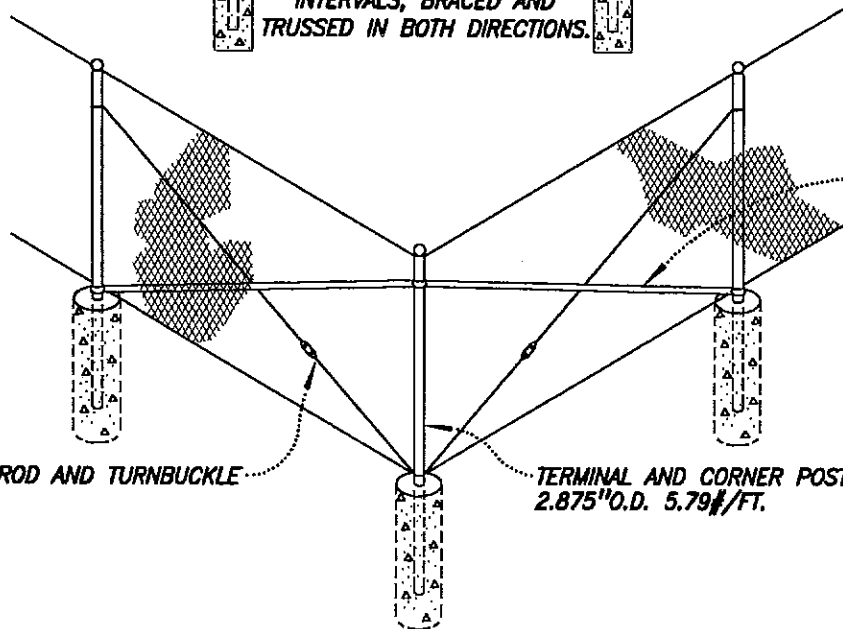 INTERVALS, BRACED AND
TRUSSED IN BOTH DIRECTIONS.
ROD AND TURNBUCKLE
TERMINAL AND CORNER POST
2.875"O.D. 5.79#/FT.